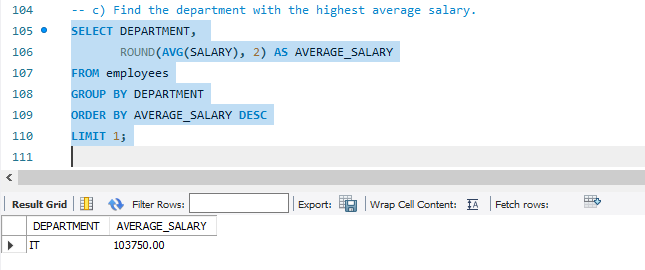 104 -- c) Find the department with the highest average salary.
105 SELECT DEPARTMENT,
106 ROUND(AVG(SALARY), 2) AS AVERAGE_SALARY
107 FROM employees
108 GROUP BY DEPARTMENT
109 ORDER BY AVERAGE_SALARY DESC
110 LIMIT 1;
111
Result Grid Filter Rows: Export: Wrap Cell Content: IA Fetch rows:
DEPARTMENT AVERAGE_SALARY
IT 103750.00